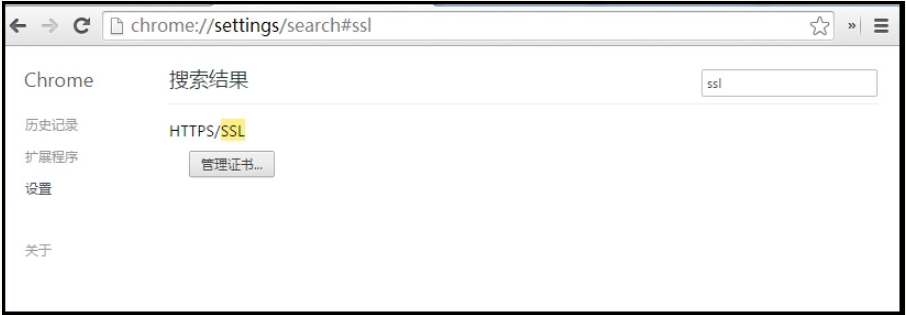 chrome://settings/search#ssl
»
Chrome
搜索结果
ssl
历史记录
HTTPS/SSL
扩展程序
管理证书...
设置
关于